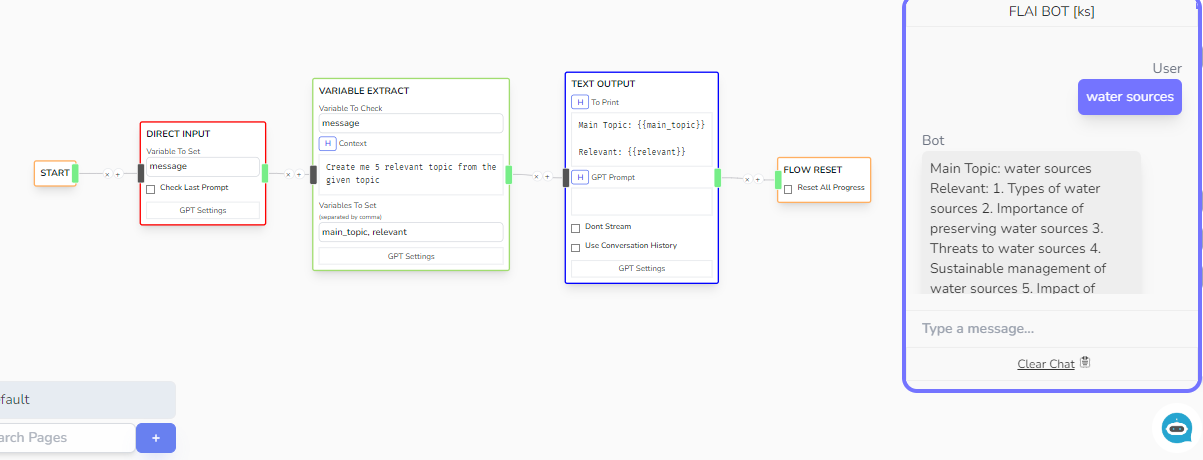 START
DIRECT INPUT
Variable To Set
message
Check Last Prompt
GPT Settings
VARIABLE EXTRACT
Variable To Check
message
H Context
Create me 5 relevant topic from the
given topic
Variables To Set
(separated by comma)
main_topic, relevant
GPT Settings
TEXT OUTPUT
H To Print
Main Topic: {{main_topic}}
Relevant: {{relevant}}
H GPT Prompt
Dont Stream
Use Conversation History
GPT Settings
FLOW RESET
Reset All Progress
FLAI BOT [ks]
User
water sources
Bot
Main Topic: water sources
Relevant: 1. Types of water
sources 2. Importance of
preserving water sources 3.
Threats to water sources 4.
Sustainable management of
water sources 5. Impact of
Type a message...
Clear Chat
fault
arch Pages
+